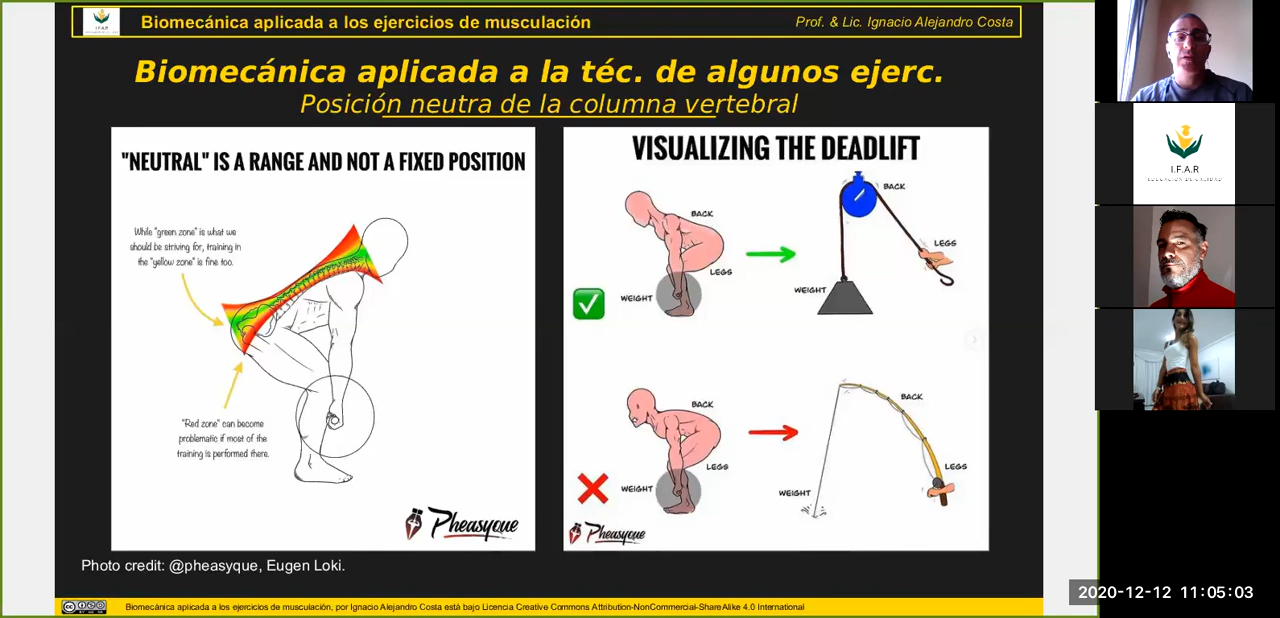 I.F.A.R
Biomecánica aplicada a los ejercicios de musculación
Prof. & Lic. Ignacio Alejandro Costa
Biomecánica aplicada a la téc. de algunos ejerc.
Posición neutra de la columna vertebral
"NEUTRAL" IS A RANGE AND NOT A FIXED POSITION
While "green zone" is what we
should be striving for, training in
the "yellow zone" is fine too.
"Red zone" can become
problematic if most of the
training is performed there.
Pheasyque
VISUALIZING THE DEADLIFT
BACK
LEGS
WEIGHT
BACK
LEGS
WEIGHT
BACK
LEGS
WEIGHT
BACK
LEGS
WEIGHT
Pheasyque
Photo credit: @pheasyque, Eugen Loki.
Biomecánica aplicada a los ejercicios de musculación, por Ignacio Alejandro Costa está bajo Licencia Creative Commons Attribution-NonCommercial-ShareAlike 4.0 International
I.F.A.R
EDUCACIÓN DE CALIDAD
2020-12-12 11:05:03